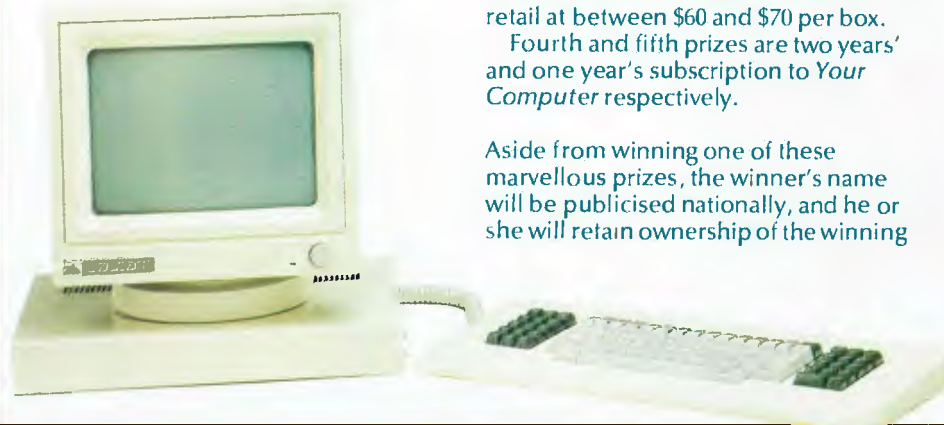 retail at between $60 and $70 per box.
Fourth and fifth prizes are two years'
and one year's subscription to Your
Computer respectively.
Aside from winning one of these
marvellous prizes, the winner's name
will be publicised nationally, and he or
she will retain ownership of the winning